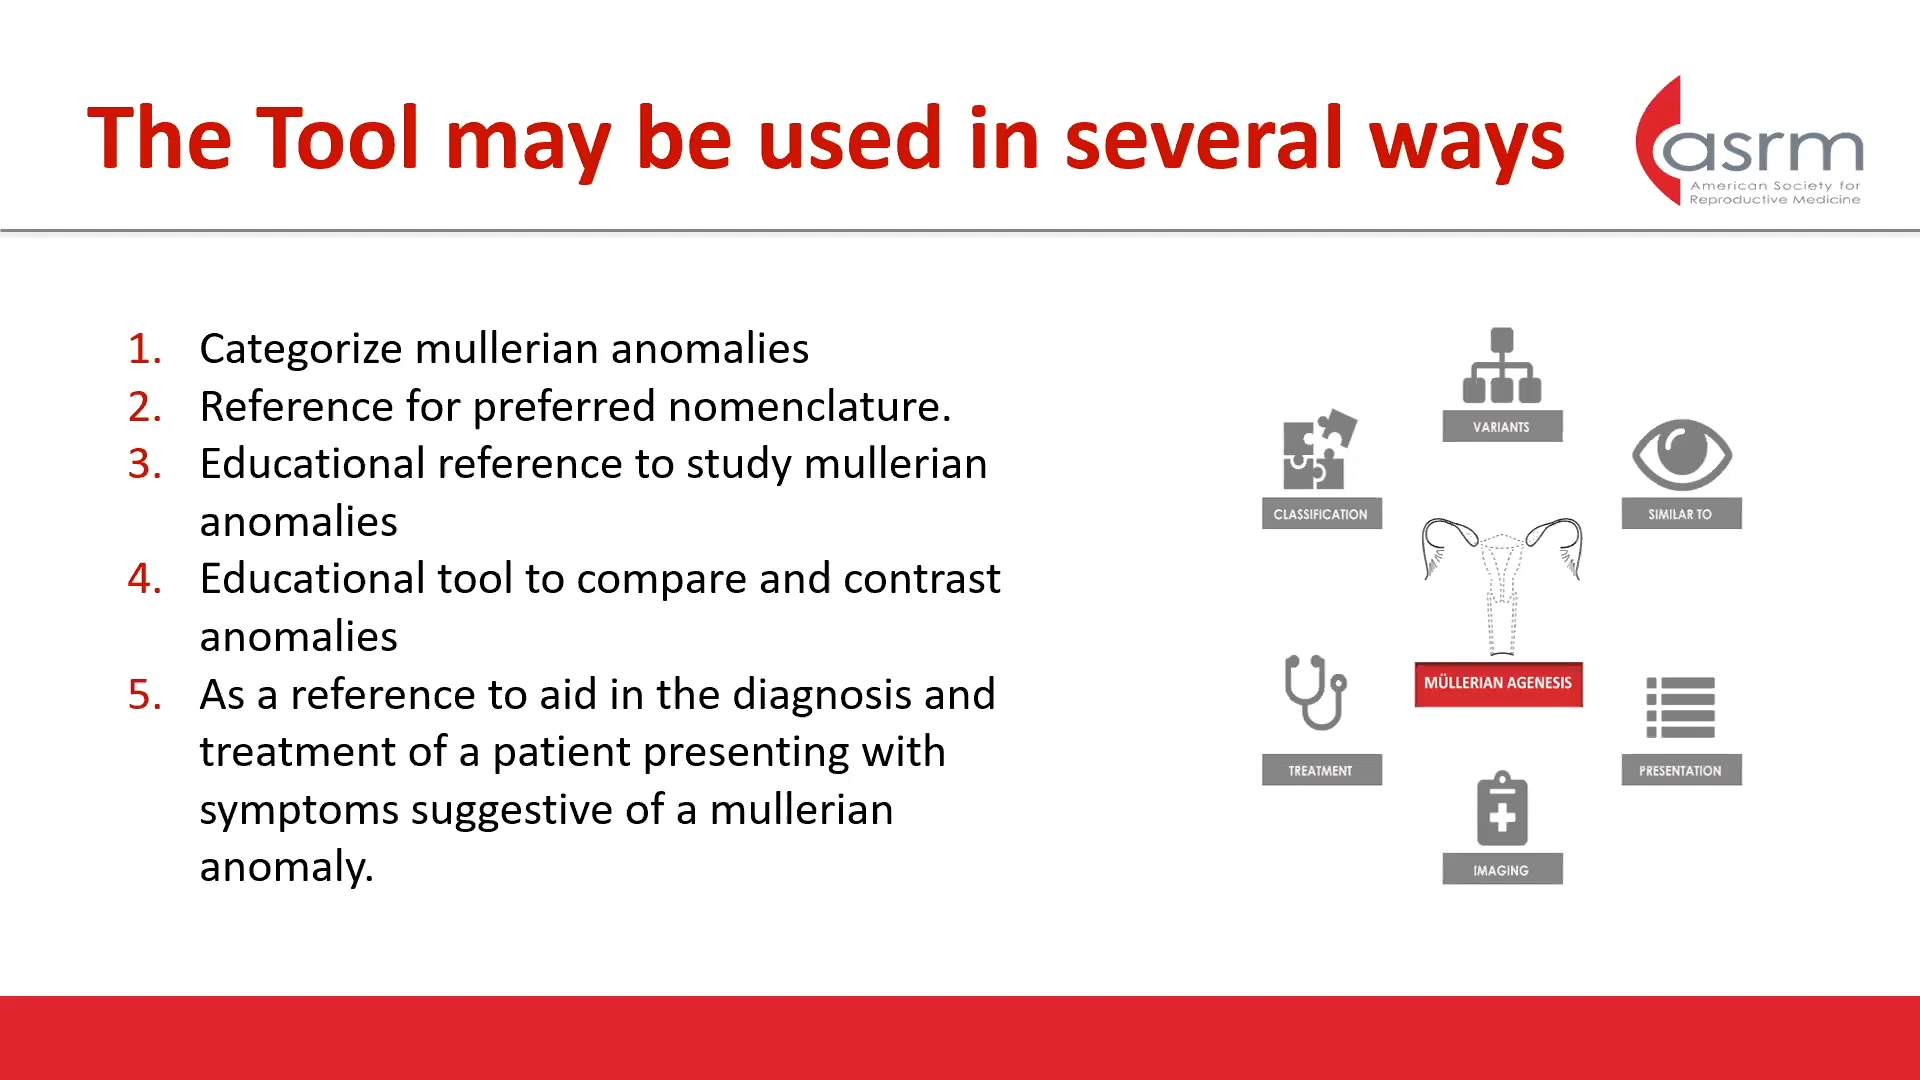 The Tool may be used in several ways
asrm
American Society for
Reproductive Medicine
1. Categorize mullerian anomalies
2. Reference for preferred nomenclature.
3. Educational reference to study mullerian
anomalies
4. Educational tool to compare and contrast
anomalies
5. As a reference to aid in the diagnosis and
treatment of a patient presenting with
symptoms suggestive of a mullerian
anomaly.
VARIANTS
CLASSIFICATION
SIMILAR TO
MÜLLERIAN AGENESIS
TREATMENT
PRESENTATION
IMAGING